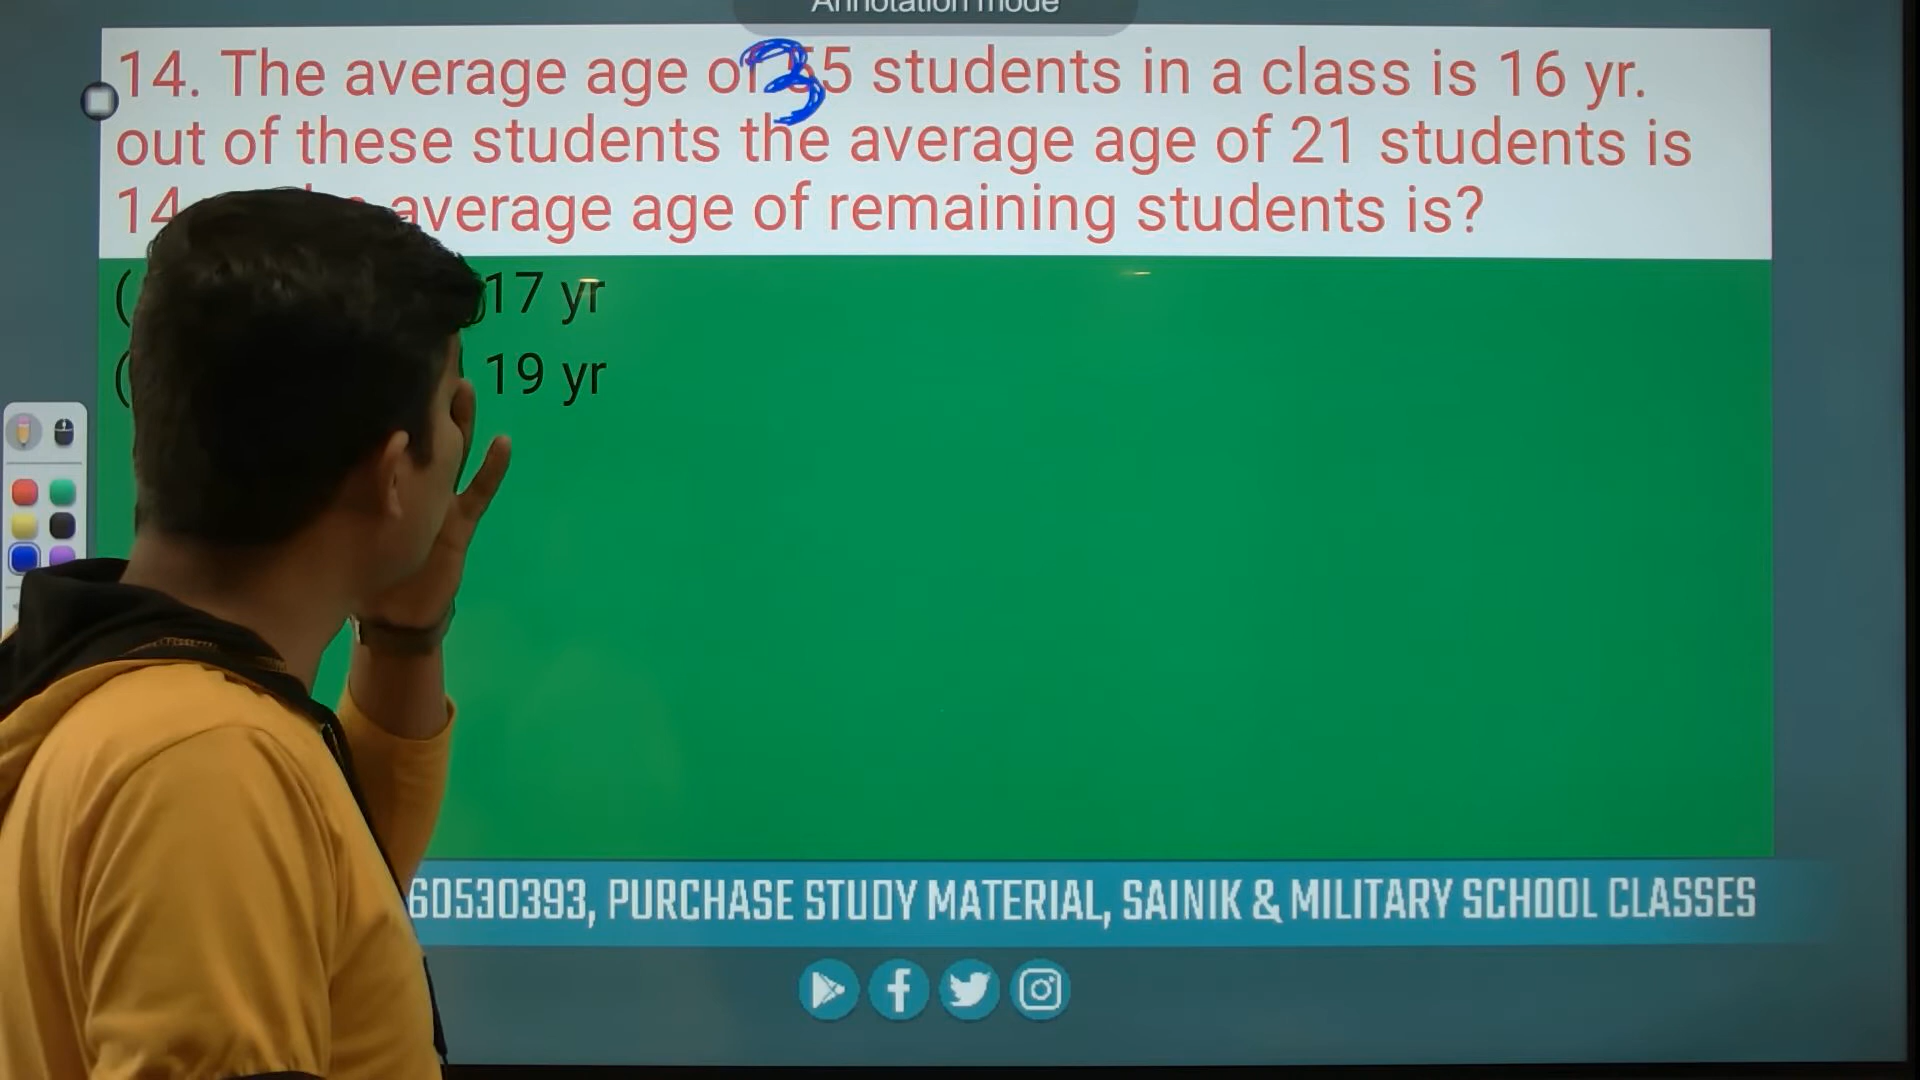 Annotation mode
14. The average age of 35 students in a class is 16 yr.
out of these students the average age of 21 students is
14 average age of remaining students is?
( 17 yr
( 19 yr
60530393, PURCHASE STUDY MATERIAL, SAINIK & MILITARY SCHOOL CLASSES